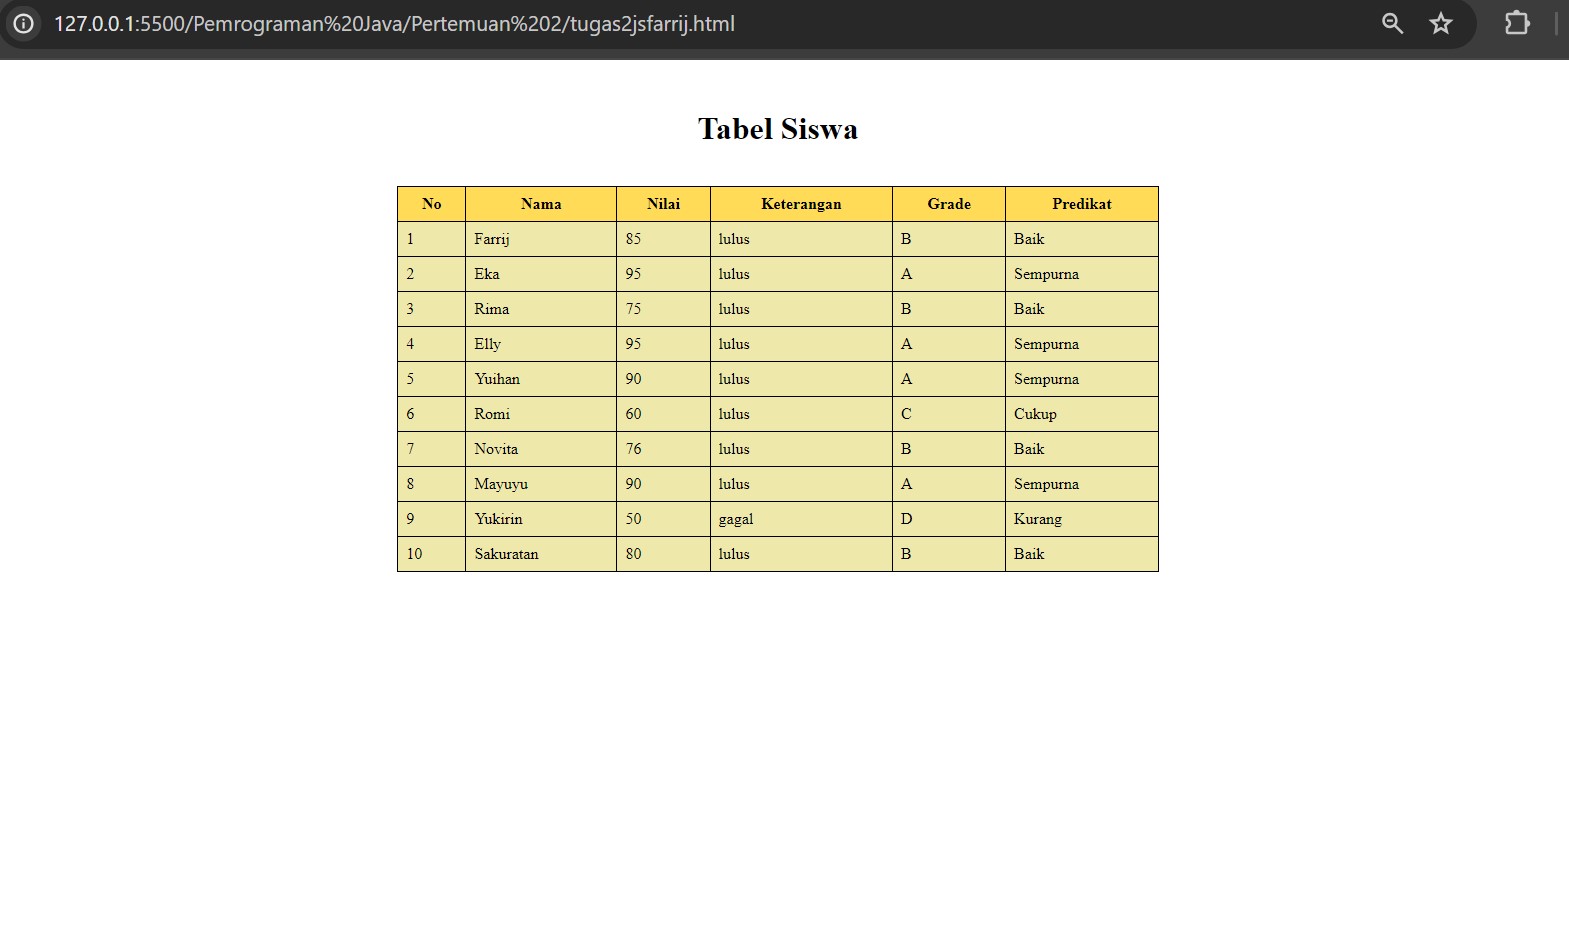 127.0.0.1:5500/Pemrograman%20Java/Pertemuan%202/tugas2jsfarrij.html
Tabel Siswa
No Nama Nilai Keterangan Grade Predikat
1 Farrij 85 lulus B Baik
2 Eka 95 lulus A Sempurna
3 Rima 75 lulus B Baik
4 Elly 95 lulus A Sempurna
5 Yuihan 90 lulus A Sempurna
6 Romi 60 lulus C Cukup
7 Novita 76 lulus B Baik
8 Mayuyu 90 lulus A Sempurna
9 Yukirin 50 gagal D Kurang
10 Sakuratan 80 lulus B Baik